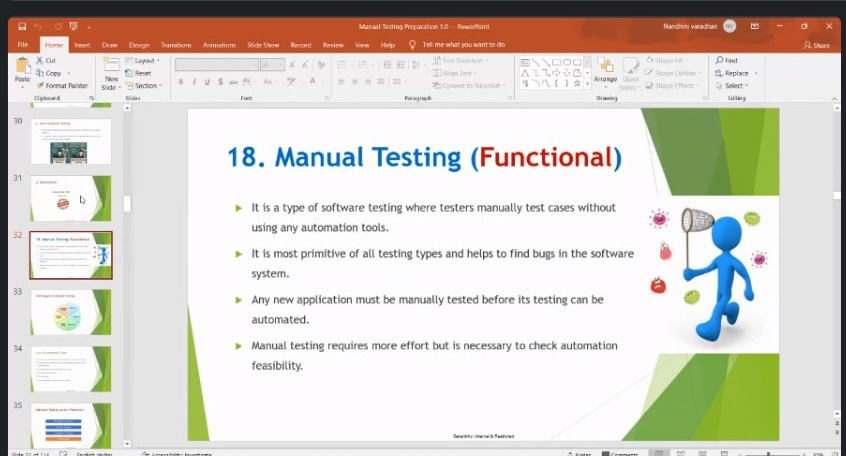 Manual Testing Preparation 1.0 - PowerPoint
Nandhini varadhan
File Home Insert Draw Design Transitions Animations Slide Show Record Review View Help Tell me what you want to do Share
Paste
Cut
Copy
Format Painter
Clipboard
New
Slide
Layout
Reset
Section
Slides
Font
Text Direction
Align Text
Convert to SmartArt
Paragraph
Arrange
Quick
Styles
Shape Fill
Shape Outline
Shape Effects
Drawing
Find
Replace
Select
Editing
30
31
32
33
34
35
18. Manual Testing (Functional)
It is a type of software testing where testers manually test cases without
using any automation tools.
It is most primitive of all testing types and helps to find bugs in the software
system.
Any new application must be manually tested before its testing can be
automated.
Manual testing requires more effort but is necessary to check automation
feasibility.
Sensitivity: Internal & Restricted
English (India)
Accessibility: Investigate
Notes
Comments